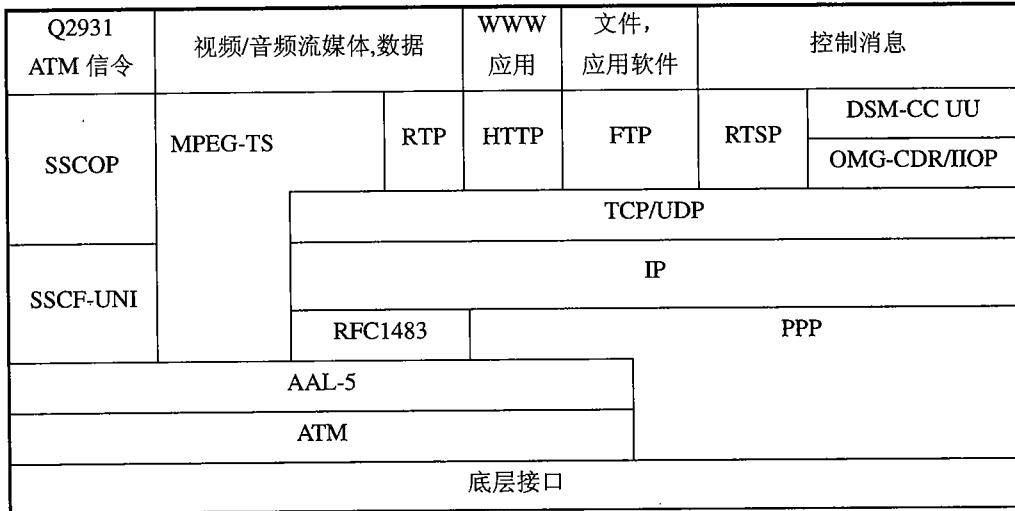 Q2931
ATM 信令
视频/音频流媒体,数据
WWW
应用
文件，
应用软件
控制消息
SSCOP
MPEG-TS
RTP
HTTP
FTP
RTSP
DSM-CC UU
OMG-CDR/IIOP
TCP/UDP
SSCF-UNI
IP
RFC1483
PPP
AAL-5
ATM
底层接口